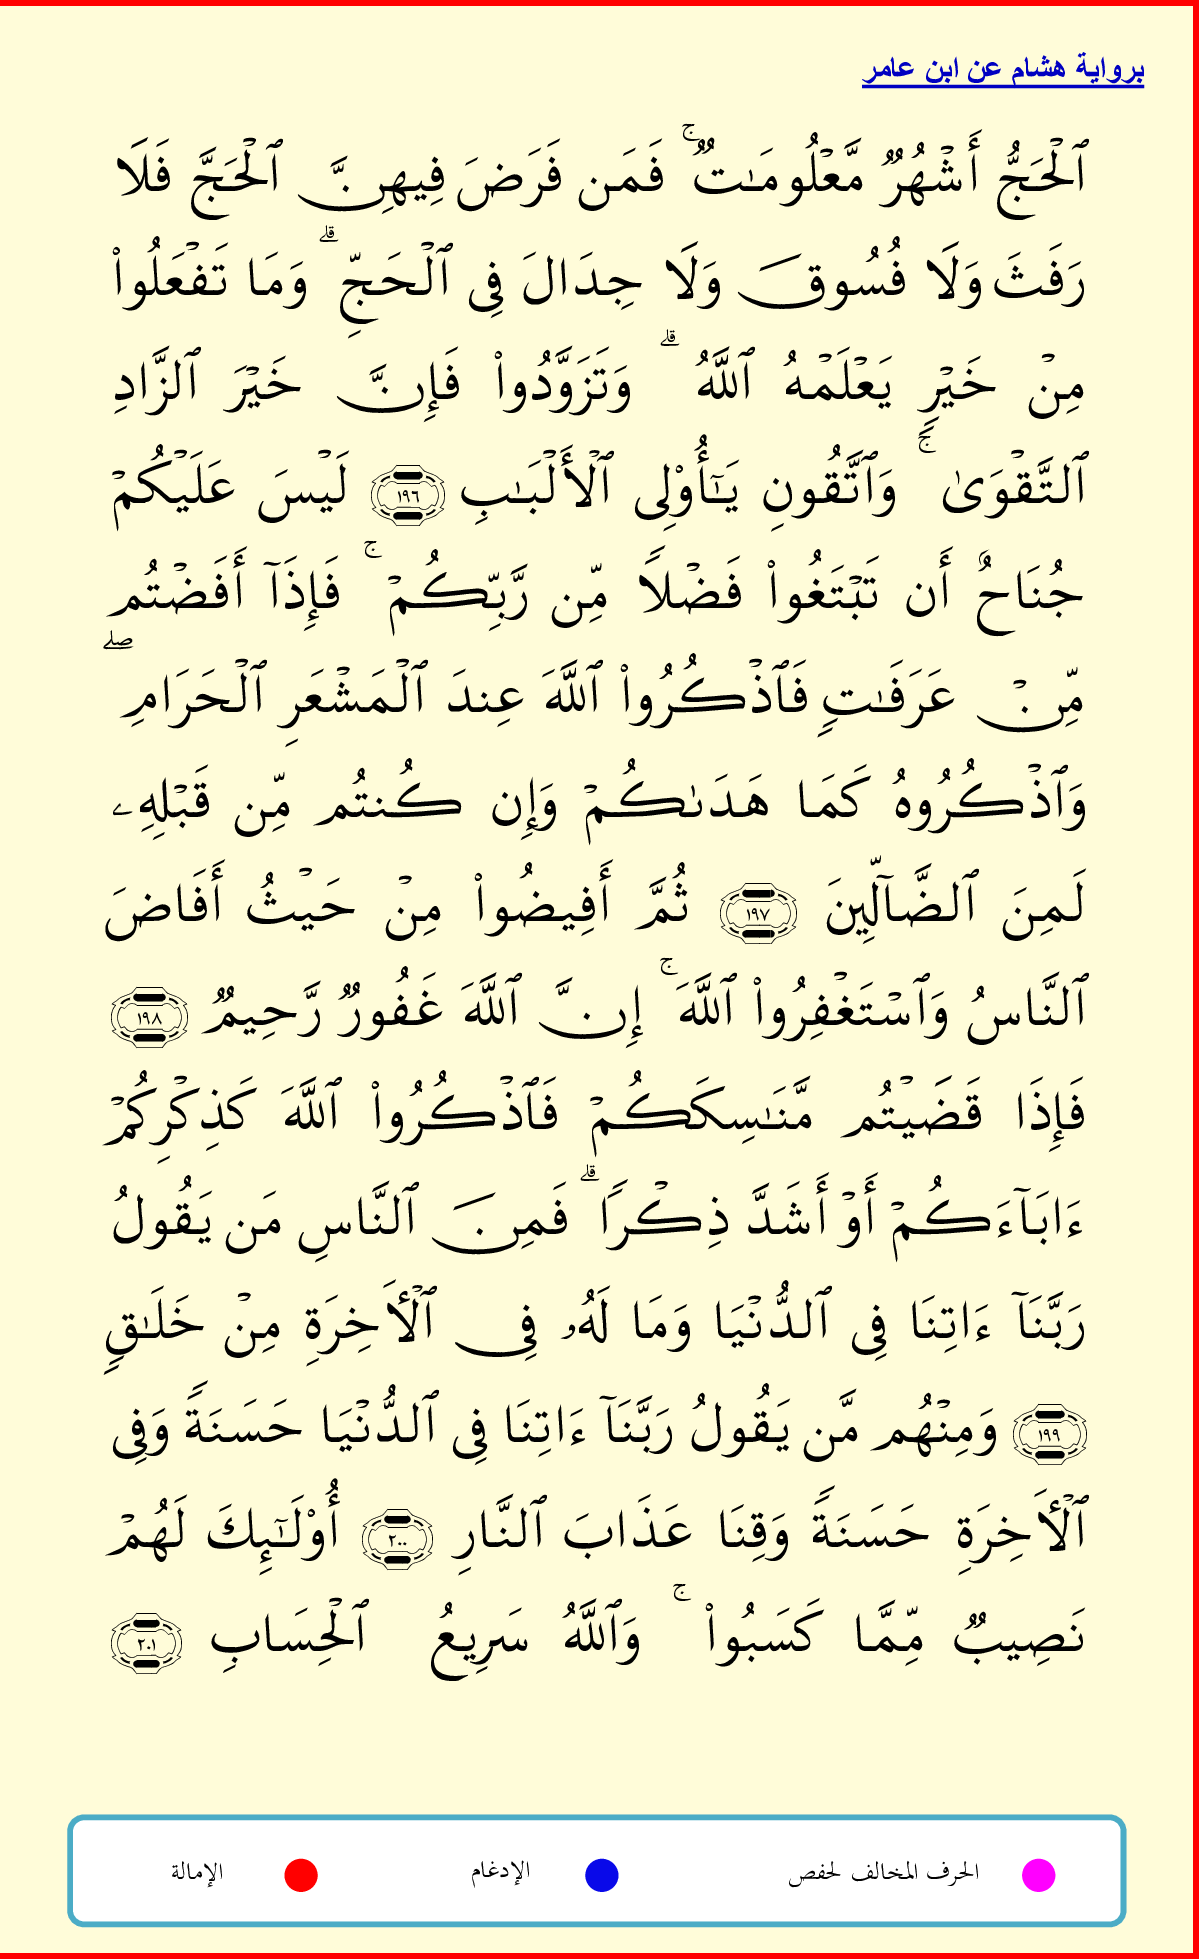 برواية هشام عن ابن عامر
ٱلْحَجُّ أَشْهُرٌ مَّعْلُومَـٰتٌ ۚ فَمَن فَرَضَ فِيهِنَّ ٱلْحَجَّ فَلَا
رَفَثَ وَلَا فُسُوقَ وَلَا جِدَالَ فِى ٱلْحَجِّ ۗ وَمَا تَفْعَلُوا۟
مِنْ خَيْرٍ يَعْلَمْهُ ٱللَّهُ ۗ وَتَزَوَّدُوا۟ فَإِنَّ خَيْرَ ٱلزَّادِ
ٱلتَّقْوَىٰ ۚ وَٱتَّقُونِ يَـٰٓأُو۟لِى ٱلْأَلْبَـٰبِ ١٩٦ لَيْسَ عَلَيْكُمْ
جُنَاحٌ أَن تَبْتَغُوا۟ فَضْلًا مِّن رَّبِّكُمْ ۚ فَإِذَآ أَفَضْتُم
مِّنْ عَرَفَـٰتٍ فَٱذْكُرُوا۟ ٱللَّهَ عِندَ ٱلْمَشْعَرِ ٱلْحَرَامِ ۖ
وَٱذْكُرُوهُ كَمَا هَدَىٰكُمْ وَإِن كُنتُم مِّن قَبْلِهِۦ
لَمِنَ ٱلضَّآلِّينَ ١٩٧ ثُمَّ أَفِيضُوا۟ مِنْ حَيْثُ أَفَاضَ
ٱلنَّاسُ وَٱسْتَغْفِرُوا۟ ٱللَّهَ ۚ إِنَّ ٱللَّهَ غَفُورٌ رَّحِيمٌ ١٩٨
فَإِذَا قَضَيْتُم مَّنَـٰسِكَكُمْ فَٱذْكُرُوا۟ ٱللَّهَ كَذِكْرِكُمْ
ءَابَآءَكُمْ أَوْ أَشَدَّ ذِكْرًا ۗ فَمِنَ ٱلنَّاسِ مَن يَقُولُ
رَبَّنَآ ءَاتِنَا فِى ٱلدُّنْيَا وَمَا لَهُۥ فِى ٱلْأَخِرَةِ مِنْ خَلَـٰقٍ
١٩٩ وَمِنْهُم مَّن يَقُولُ رَبَّنَآ ءَاتِنَا فِى ٱلدُّنْيَا حَسَنَةً وَفِى
ٱلْأَخِرَةِ حَسَنَةً وَقِنَا عَذَابَ ٱلنَّارِ ٢٠٠ أُو۟لَـٰٓئِكَ لَهُمْ
نَصِيبٌ مِّمَّا كَسَبُوا۟ ۚ وَٱللَّهُ سَرِيعُ ٱلْحِسَابِ ٢٠١
الحرف المخالف لحفص الإدغام الإمالة